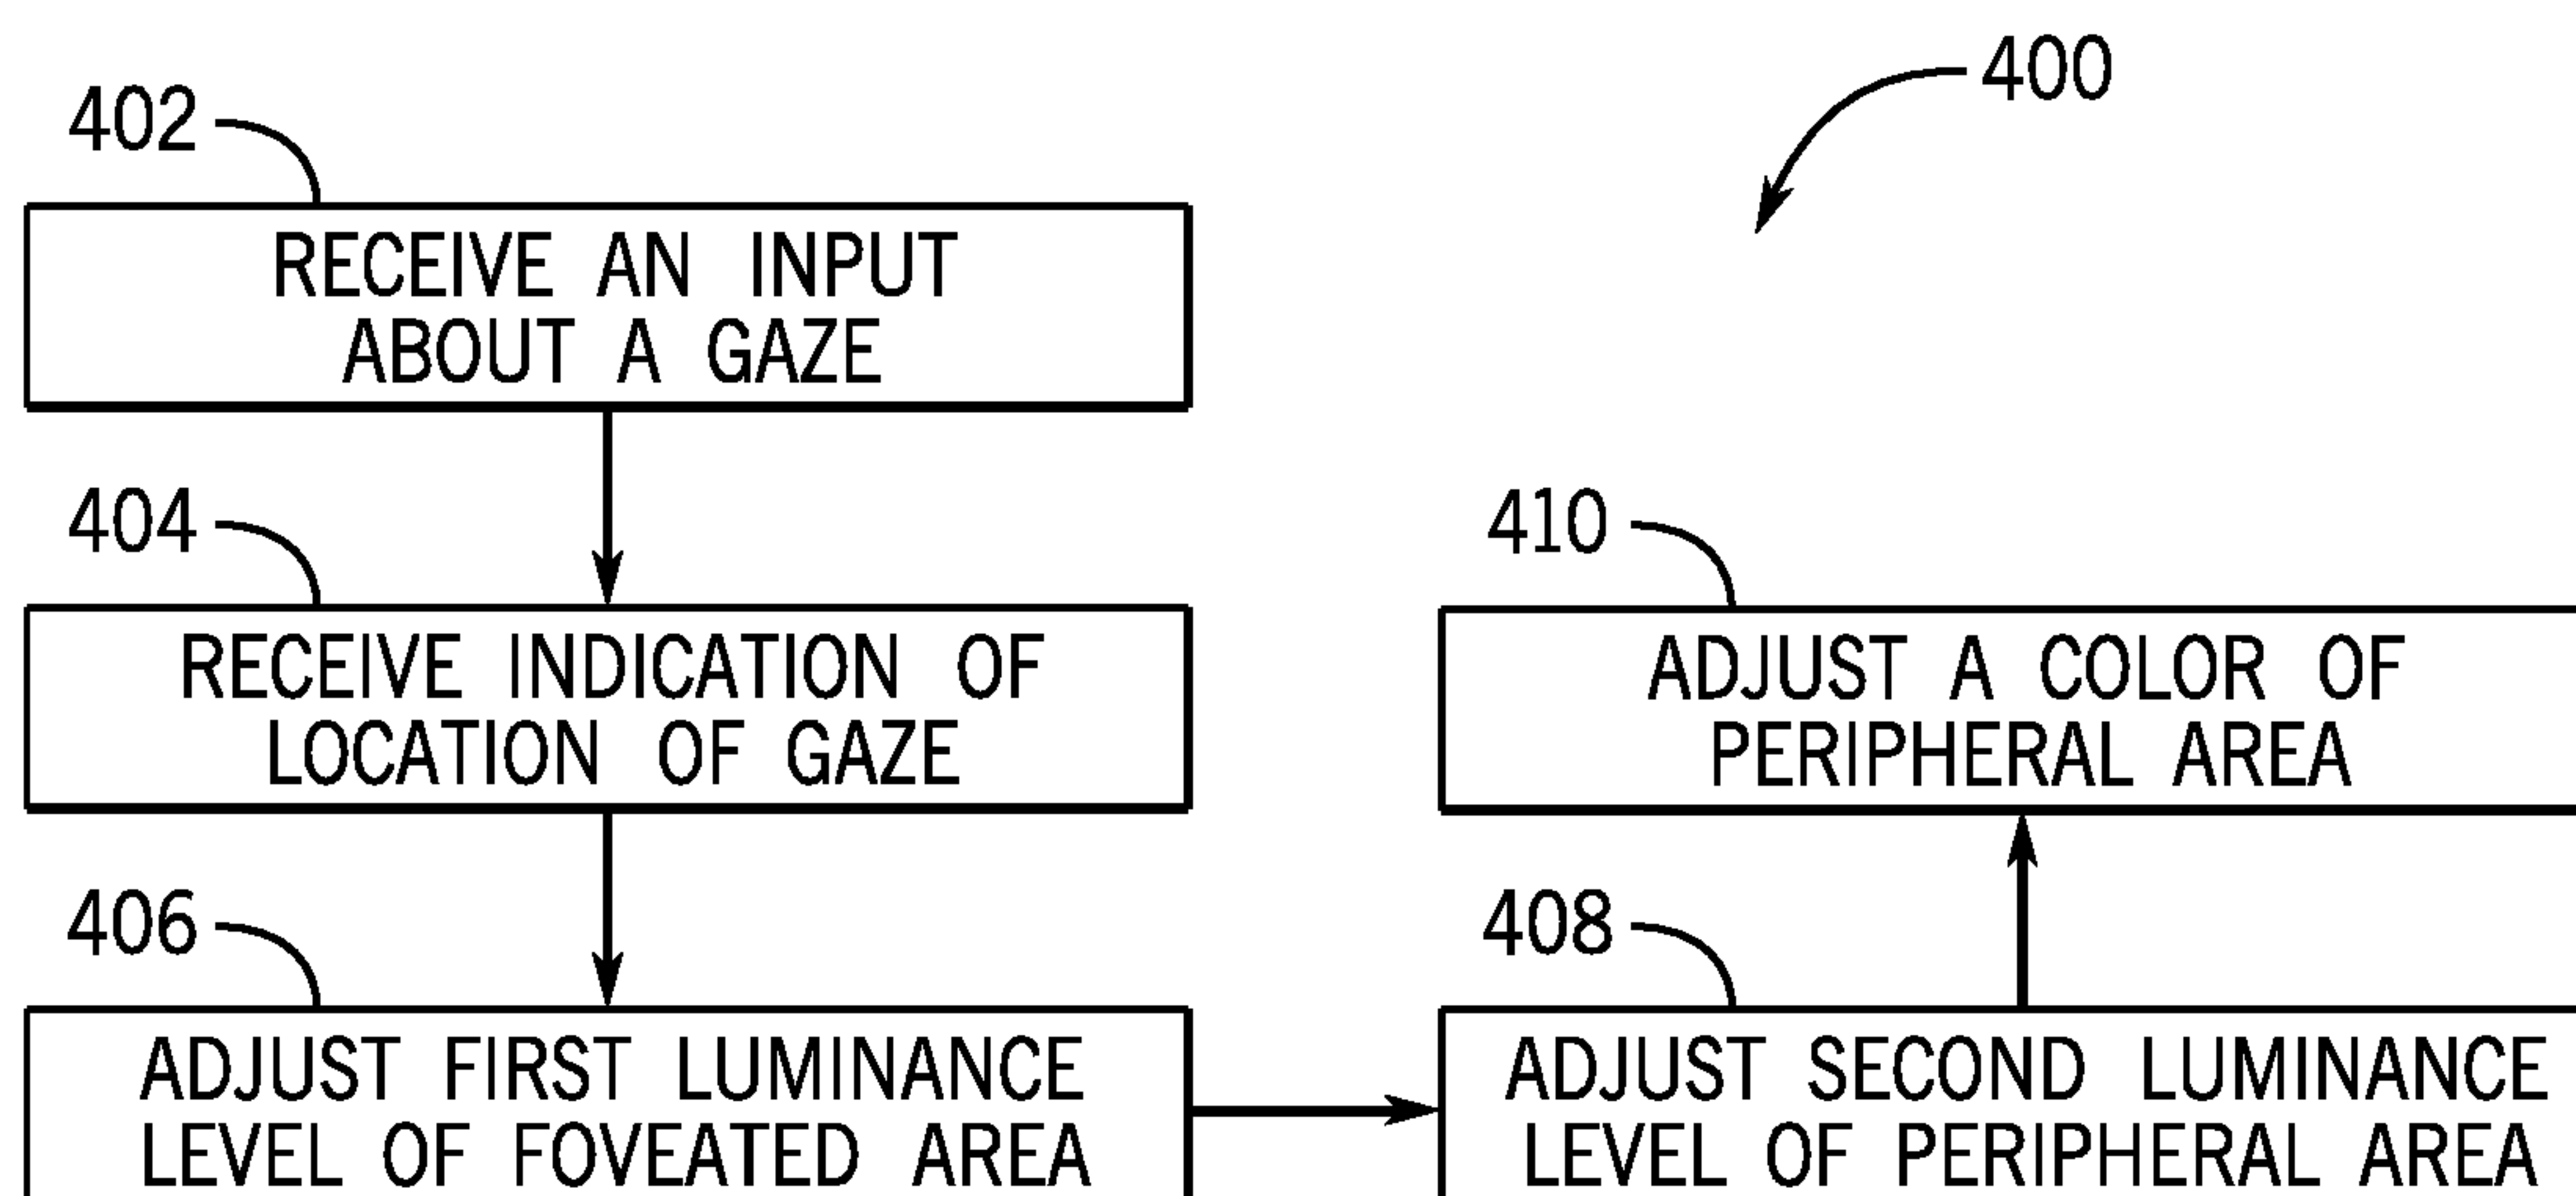 400
402
RECEIVE AN INPUT
ABOUT A GAZE
404
RECEIVE INDICATION OF
LOCATION OF GAZE
406
ADJUST FIRST LUMINANCE
LEVEL OF FOVEATED AREA
408
ADJUST SECOND LUMINANCE
LEVEL OF PERIPHERAL AREA
410
ADJUST A COLOR OF
PERIPHERAL AREA